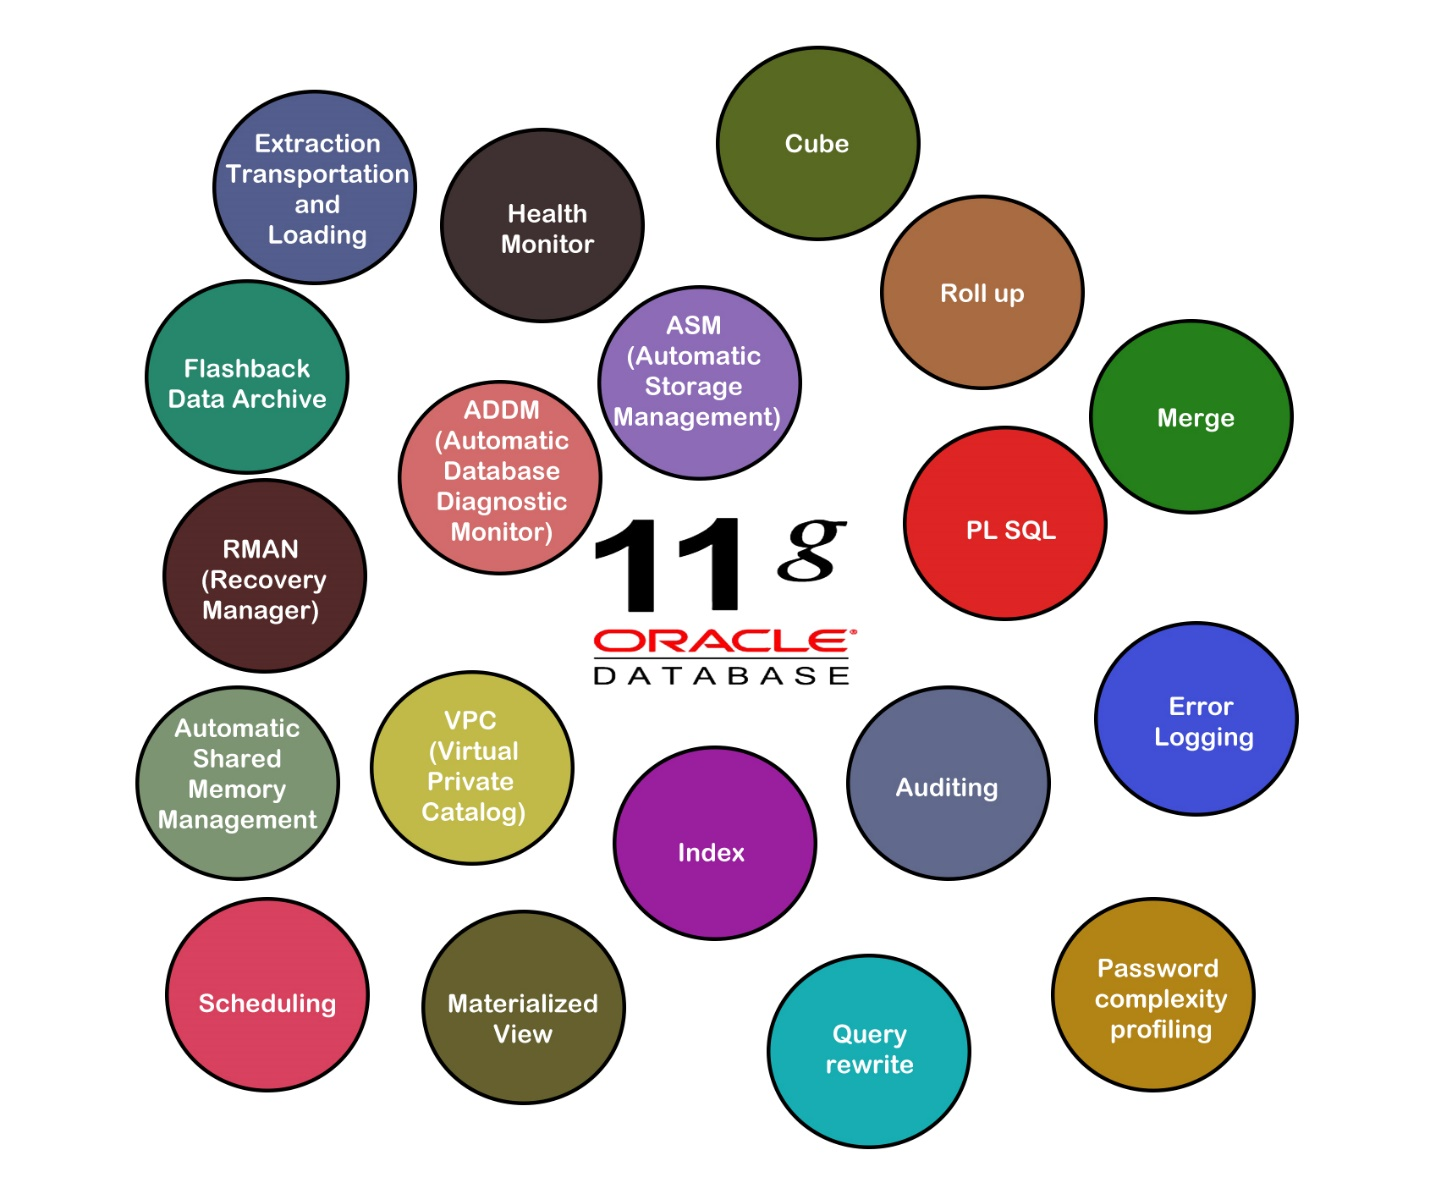 Cube
Extraction
Transportation
and
Loading
Health
Monitor
Roll up
ASM
(Automatic
Storage
Management)
Flashback
Data Archive
Merge
ADDM
(Automatic
Database
Diagnostic
Monitor)
PL SQL
RMAN
(Recovery
Manager)
11g
ORACLE®
DATABASE
Error
Logging
Automatic
Shared
Memory
Management
VPC
(Virtual
Private
Catalog)
Auditing
Index
Scheduling
Materialized
View
Query
rewrite
Password
complexity
profiling